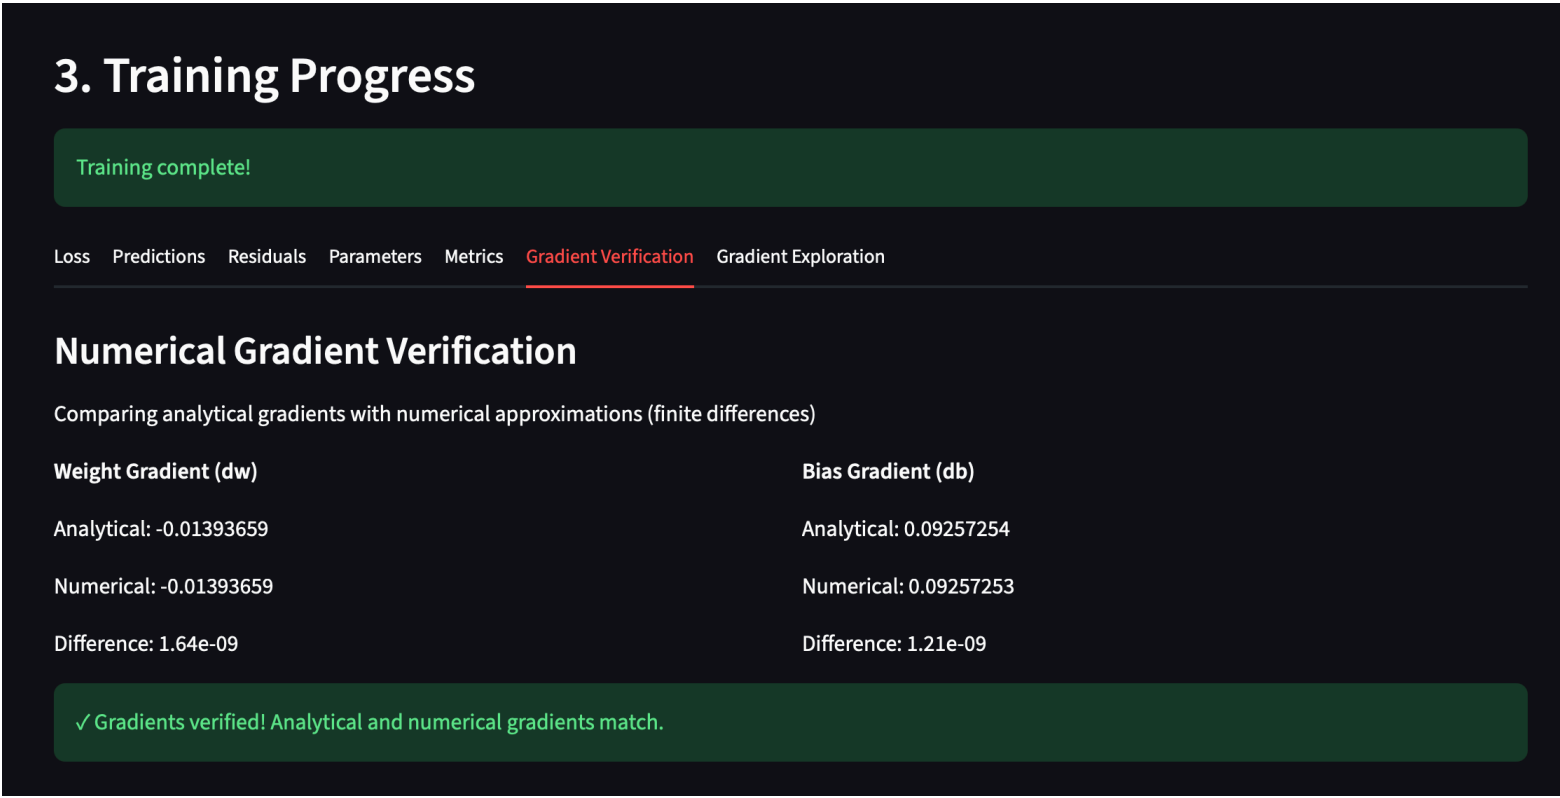 3. Training Progress
Training complete!
Loss Predictions Residuals Parameters Metrics Gradient Verification Gradient Exploration
Numerical Gradient Verification
Comparing analytical gradients with numerical approximations (finite differences)
Weight Gradient (dw)
Analytical: -0.01393659
Numerical: -0.01393659
Difference: 1.64e-09
Bias Gradient (db)
Analytical: 0.09257254
Numerical: 0.09257253
Difference: 1.21e-09
✓ Gradients verified! Analytical and numerical gradients match.